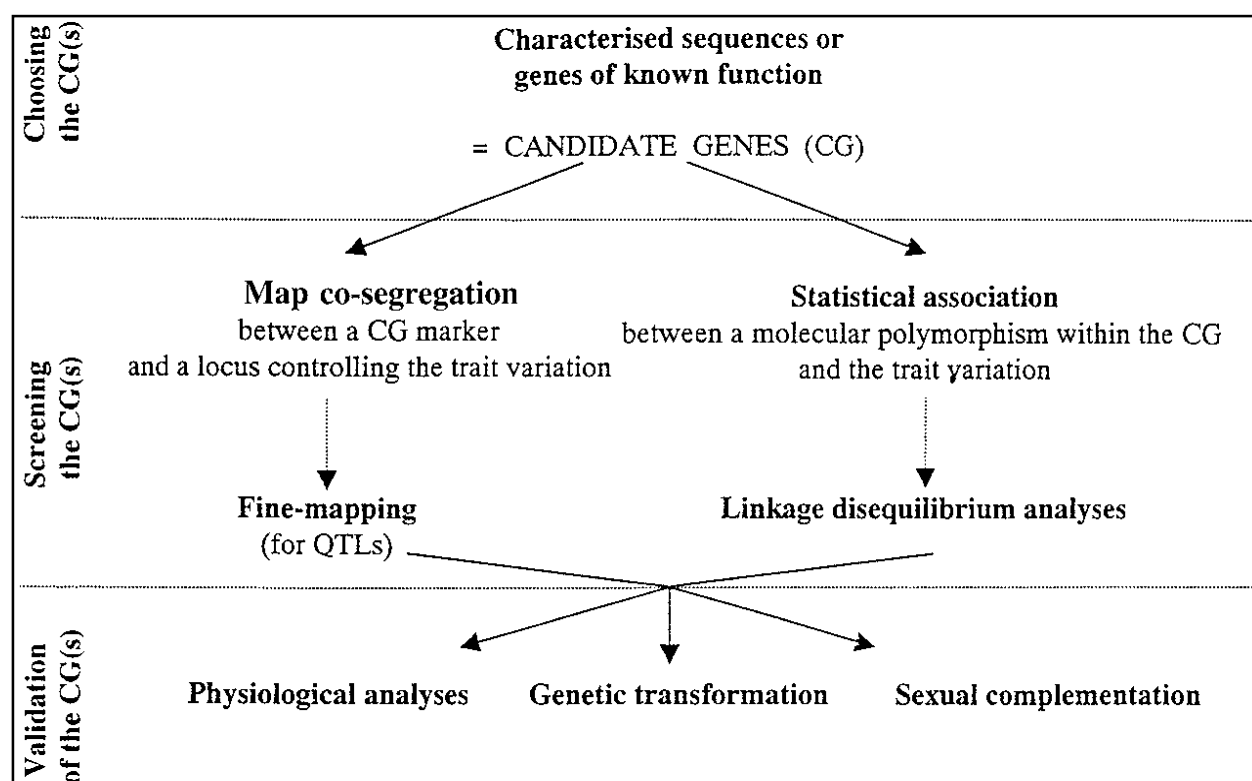 Choosing
the CG(s)
Characterised sequences or
genes of known function
= CANDIDATE GENES (CG)
Screening
the CG(s)
Map co-segregation
between a CG marker
and a locus controlling the trait variation
Statistical association
between a molecular polymorphism within the CG
and the trait variation
Fine-mapping
(for QTLs)
Linkage disequilibrium analyses
Validation
of the CG(s)
Physiological analyses
Genetic transformation
Sexual complementation